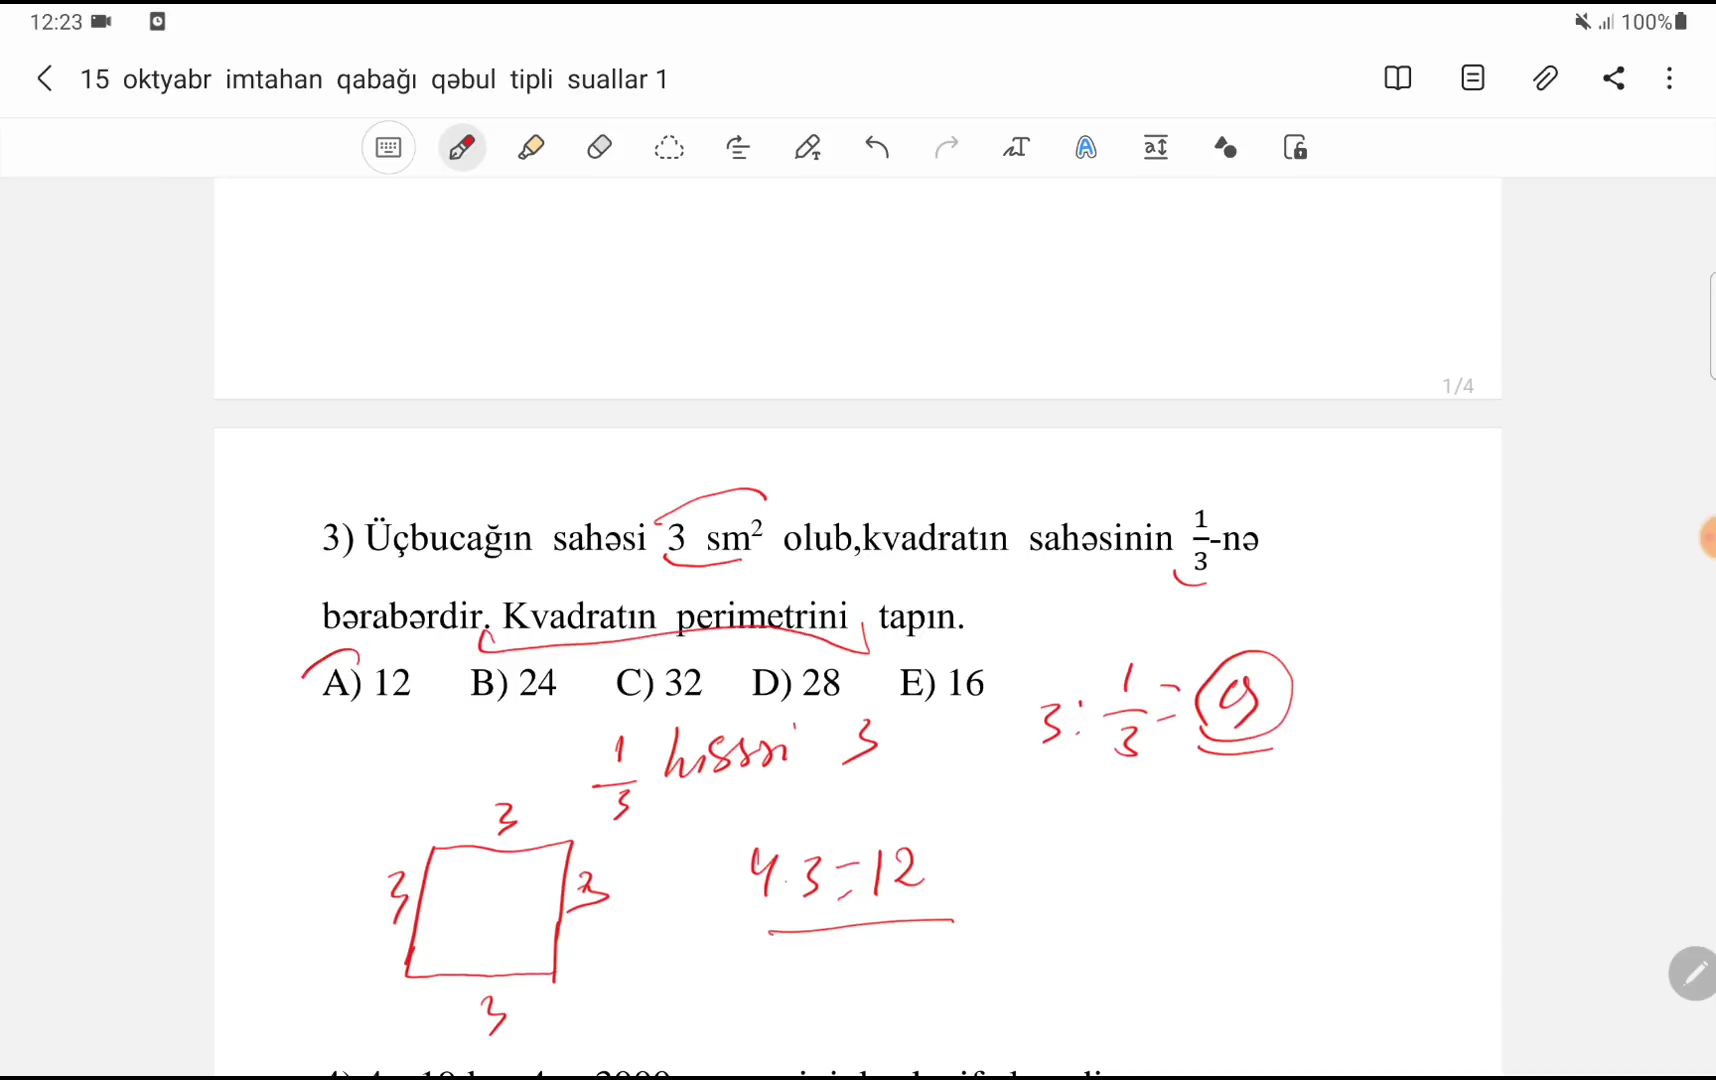 12:23 100%
15 oktyabr imtahan qabağı qəbul tipli suallar 1
1/4
3) Üçbucağın sahəsi 3 sm² olub,kvadratın sahəsinin 1/3-nə
bərabərdir. Kvadratın perimetrini tapın.
A) 12 B) 24 C) 32 D) 28 E) 16
3 : 1/3 = 9
1/3 hissəsi 3
3
3 3
4.3=12
3